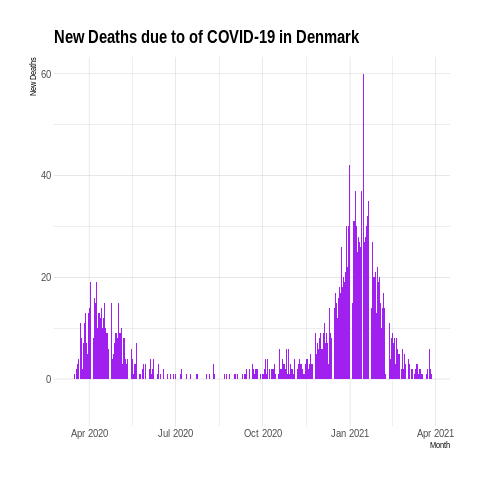 New Deaths due to of COVID-19 in Denmark
New Deaths
60
40
20
0
Apr 2020 Jul 2020 Oct 2020 Jan 2021 Apr 2021
Month